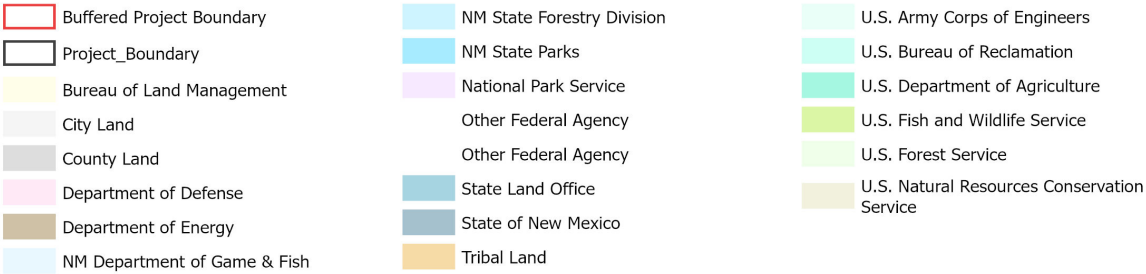 Buffered Project Boundary
Project_Boundary
Bureau of Land Management
City Land
County Land
Department of Defense
Department of Energy
NM Department of Game & Fish
NM State Forestry Division
NM State Parks
National Park Service
Other Federal Agency
Other Federal Agency
State Land Office
State of New Mexico
Tribal Land
U.S. Army Corps of Engineers
U.S. Bureau of Reclamation
U.S. Department of Agriculture
U.S. Fish and Wildlife Service
U.S. Forest Service
U.S. Natural Resources Conservation
Service